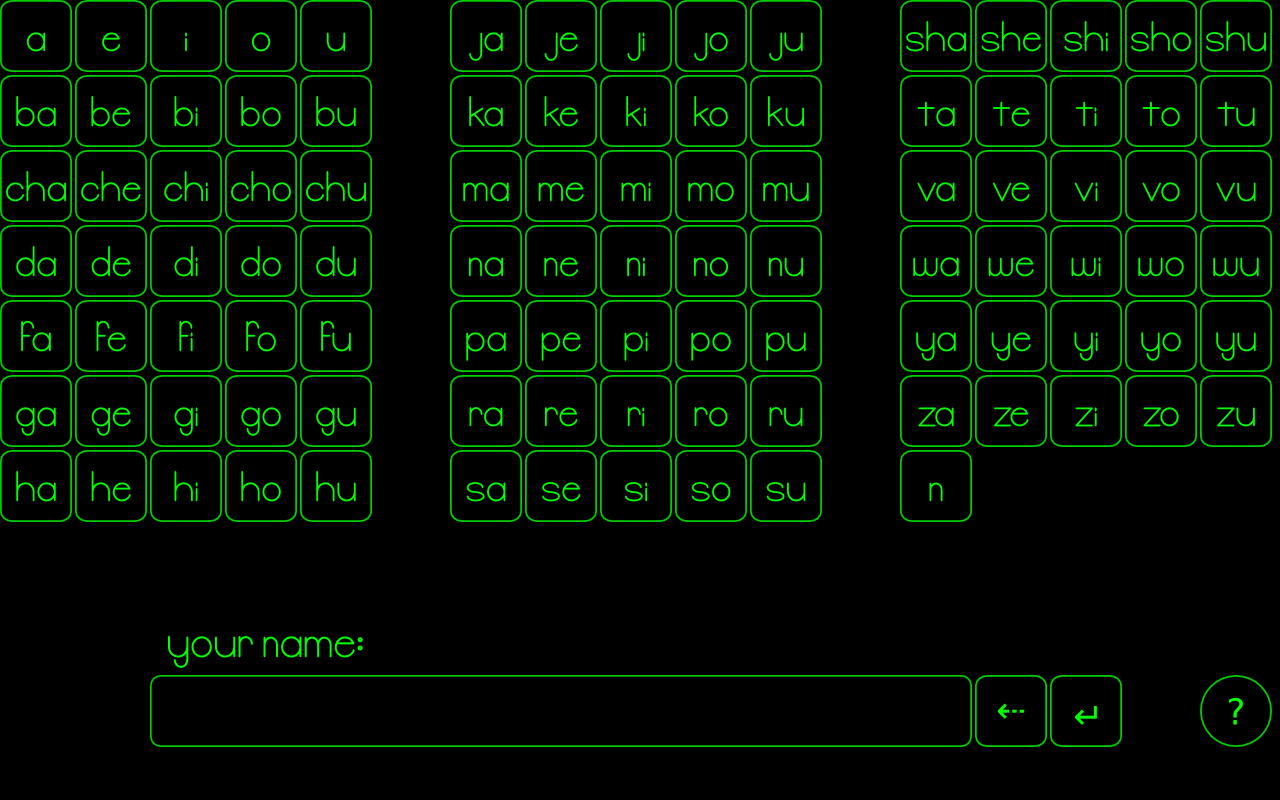 a e i o u ja je ji jo ju sha she shi sho shu
ba be bi bo bu ka ke ki ko ku ta te ti to tu
cha che chi cho chu ma me mi mo mu va ve vi vo vu
da de di do du na ne ni no nu wa we wi wo wu
fa fe fi fo fu pa pe pi po pu ya ye yi yo yu
ga ge gi go gu ra re ri ro ru za ze zi zo zu
ha he hi ho hu sa se si so su n
your name:
⇠ ↵ ?